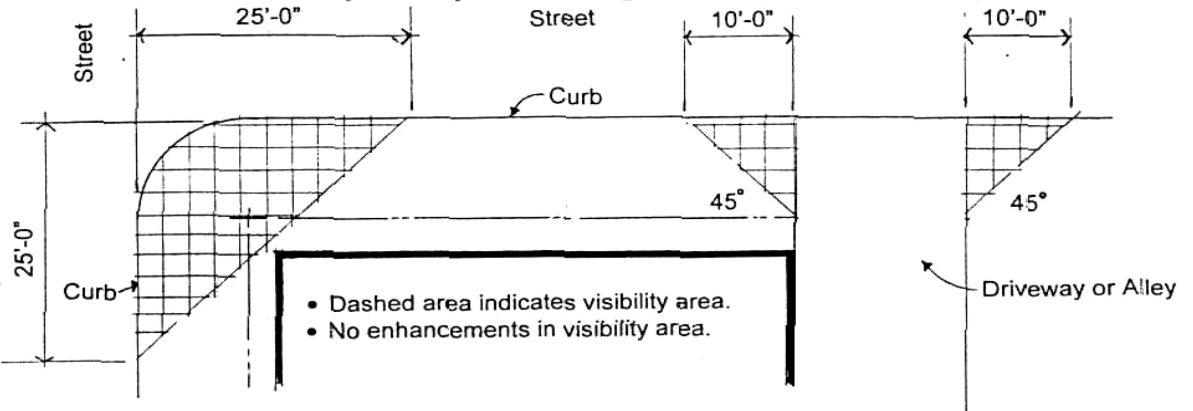 25'-0"
Street
10'-0"
10'-0"
Street
Curb
45°
45°
25'-0"
Curb
Driveway or Alley
• Dashed area indicates visibility area.
• No enhancements in visibility area.